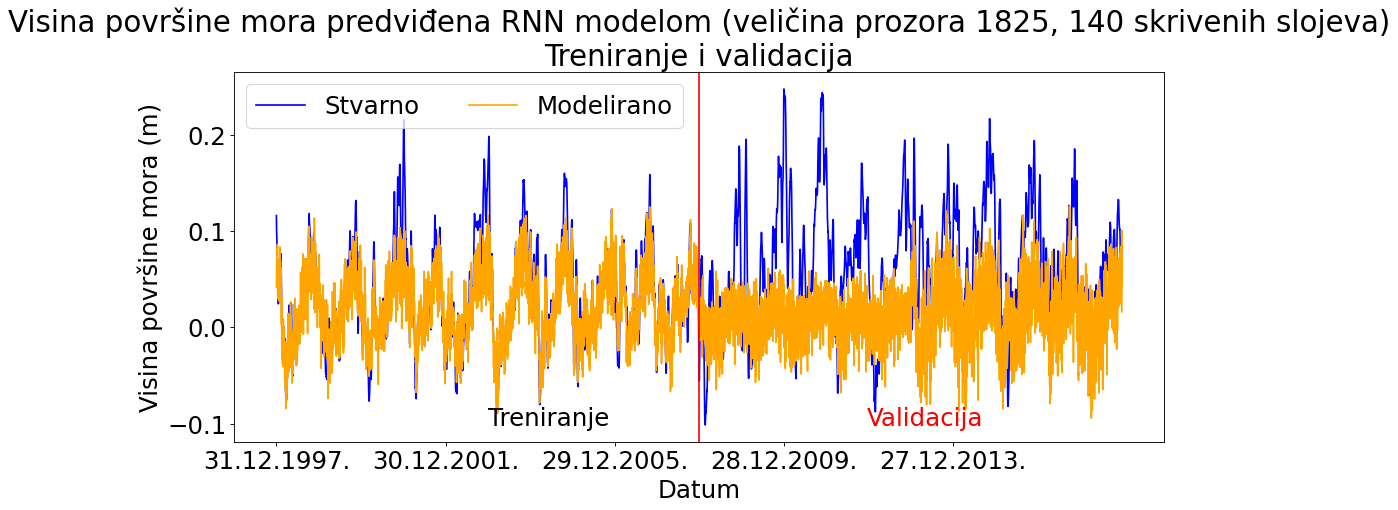 Visina površine mora predviđena RNN modelom (veličina prozora 1825, 140 skrivenih slojeva)
Treniranje i validacija
Stvarno Modelirano
Visina površine mora (m)
0.2
0.1
0.0
−0.1
Treniranje Validacija
31.12.1997. 30.12.2001. 29.12.2005. 28.12.2009. 27.12.2013.
Datum